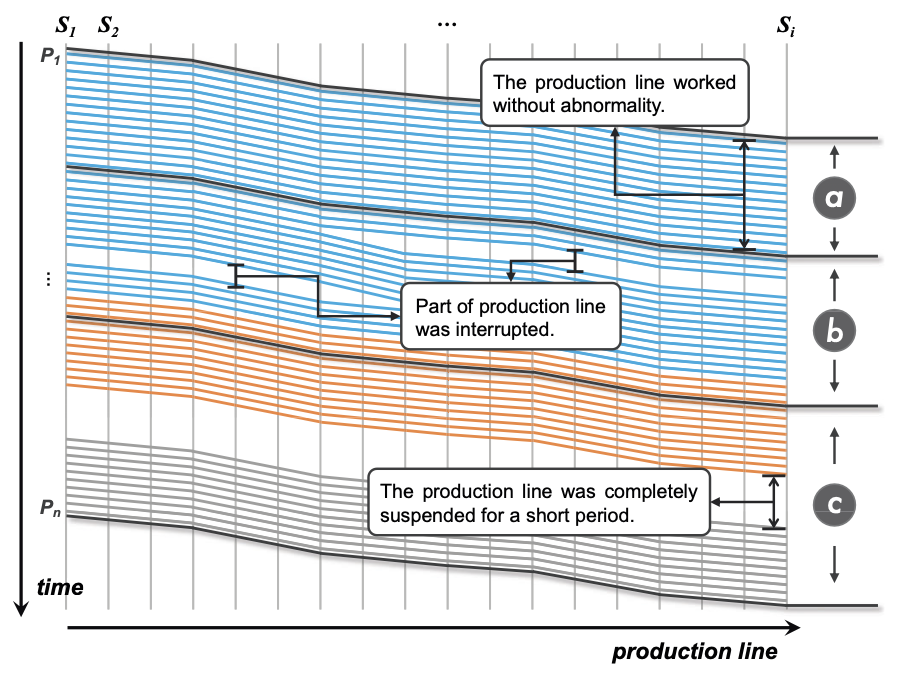 S1 S2 ... Si
P1
The production line worked
without abnormality.
a
⋮
Part of production line
was interrupted.
b
The production line was completely
suspended for a short period.
c
Pn
time
production line